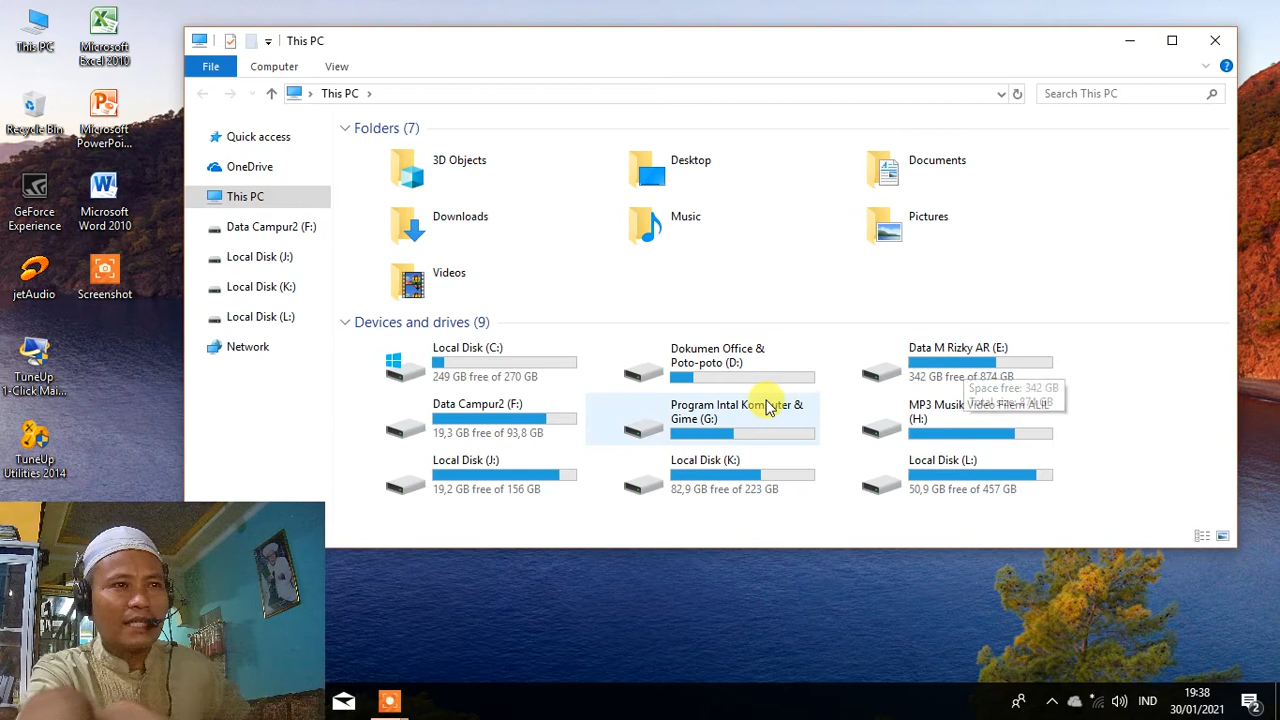 This PC
Microsoft
Excel 2010
Recycle Bin
Microsoft
PowerPoi...
GeForce
Experience
Microsoft
Word 2010
jetAudio
Screenshot
TuneUp
1-Click Mai...
TuneUp
Utilities 2014
This PC
File
Computer
View
This PC
Search This PC
Quick access
OneDrive
This PC
Data Campur2 (F:)
Local Disk (J:)
Local Disk (K:)
Local Disk (L:)
Network
Folders (7)
3D Objects
Desktop
Documents
Downloads
Music
Pictures
Videos
Devices and drives (9)
Local Disk (C:)
249 GB free of 270 GB
Dokumen Office &
Poto-poto (D:)
Data M Rizky AR (E:)
342 GB free of 874 GB
Space free: 342 GB
Total size: 874 GB
Data Campur2 (F:)
19,3 GB free of 93,8 GB
Program Intal Komputer &
Gime (G:)
MP3 Musik Video Filem ALIL
(H:)
Local Disk (J:)
19,2 GB free of 156 GB
Local Disk (K:)
82,9 GB free of 223 GB
Local Disk (L:)
50,9 GB free of 457 GB
IND
19:38
30/01/2021
2